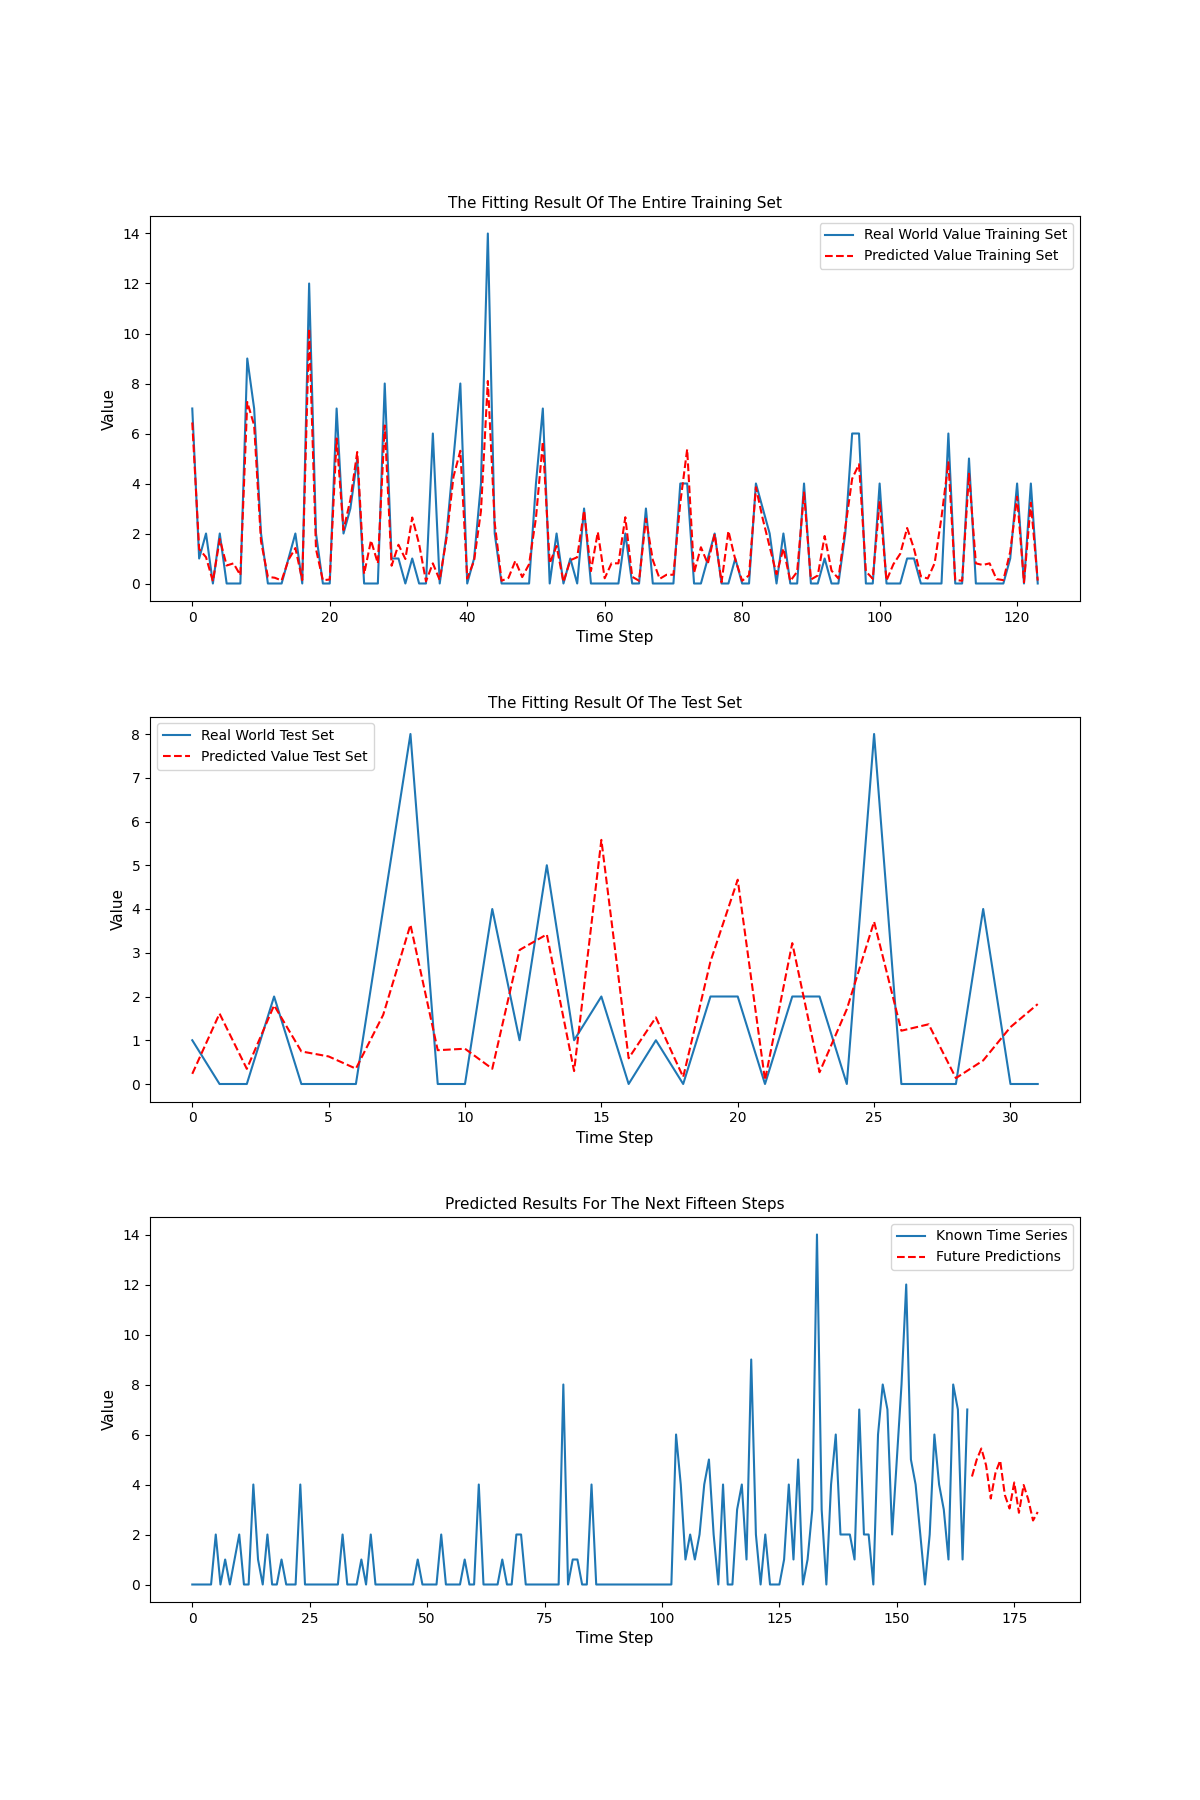 The Fitting Result Of The Entire Training Set
Real World Value Training Set
Predicted Value Training Set
14
12
10
8
6
4
2
0
Value
0 20 40 60 80 100 120
Time Step
The Fitting Result Of The Test Set
Real World Test Set
Predicted Value Test Set
8
7
6
5
4
3
2
1
0
Value
0 5 10 15 20 25 30
Time Step
Predicted Results For The Next Fifteen Steps
Known Time Series
Future Predictions
14
12
10
8
6
4
2
0
Value
0 25 50 75 100 125 150 175
Time Step